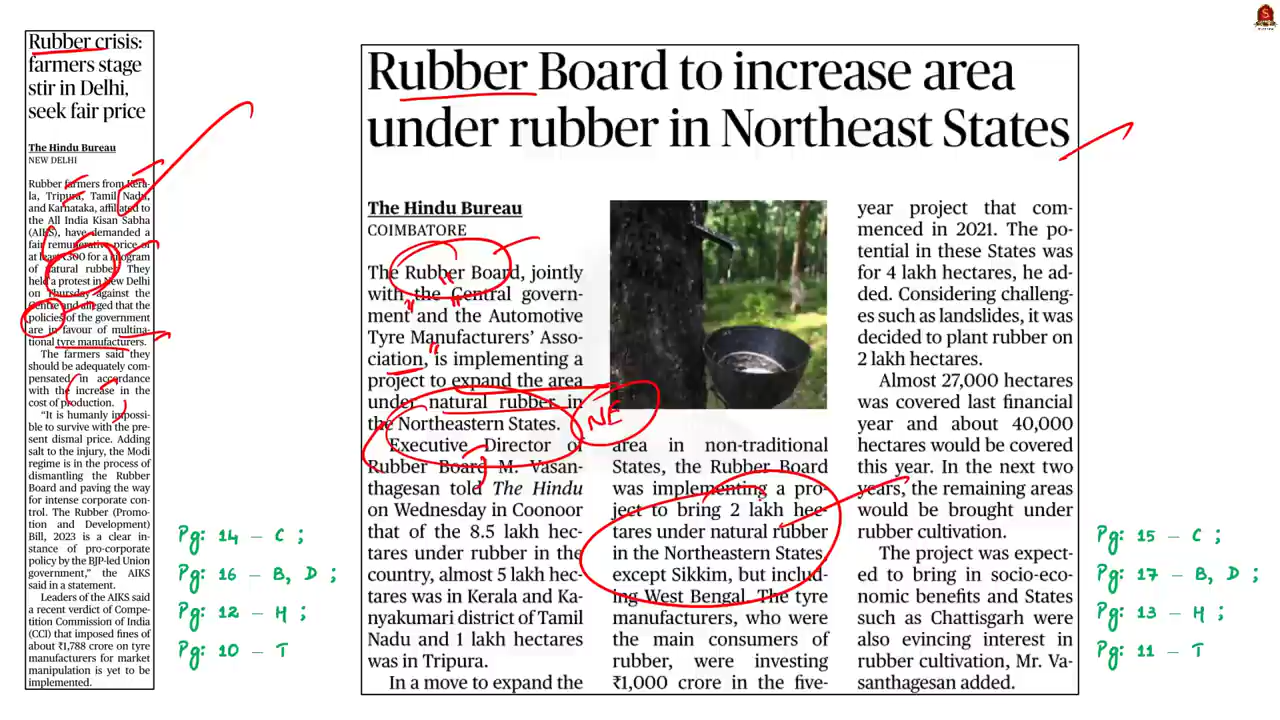 Rubber crisis:
farmers stage
stir in Delhi,
seek fair price
The Hindu Bureau
NEW DELHI
Rubber farmers from Kera-
la, Tripura, Tamil Nadu,
and Karnataka, affiliated to
the All India Kisan Sabha
(AIKS), have demanded a
fair remunerative price of
at least ₹300 for a kilogram
of natural rubber. They
held a protest in New Delhi
on Thursday against the
Centre and alleged that the
policies of the government
are in favour of multina-
tional tyre manufacturers.
The farmers said they
should be adequately com-
pensated in accordance
with the increase in the
cost of production.
“It is humanly impossi-
ble to survive with the pre-
sent dismal price. Adding
salt to the injury, the Modi
regime is in the process of
dismantling the Rubber
Board and paving the way
for intense corporate con-
trol. The Rubber (Promo-
tion and Development)
Bill, 2023 is a clear in-
stance of pro-corporate
policy by the BJP-led Union
government,” the AIKS
said in a statement.
Leaders of the AIKS said
a recent verdict of Compe-
tition Commission of India
(CCI) that imposed fines of
about ₹1,788 crore on tyre
manufacturers for market
manipulation is yet to be
implemented.
Pg: 14 – C ;
Pg: 16 – B, D ;
Pg: 12 – H ;
Pg: 10 – T
Rubber Board to increase area
under rubber in Northeast States
The Hindu Bureau
COIMBATORE
The Rubber Board, jointly
with the Central govern-
ment and the Automotive
Tyre Manufacturers’ Asso-
ciation, is implementing a
project to expand the area
under natural rubber in
the Northeastern States.
Executive Director of
Rubber Board M. Vasan-
thagesan told The Hindu
on Wednesday in Coonoor
that of the 8.5 lakh hec-
tares under rubber in the
country, almost 5 lakh hec-
tares was in Kerala and Ka-
nyakumari district of Tamil
Nadu and 1 lakh hectares
was in Tripura.
In a move to expand the
NE
area in non-traditional
States, the Rubber Board
was implementing a pro-
ject to bring 2 lakh hec-
tares under natural rubber
in the Northeastern States,
except Sikkim, but includ-
ing West Bengal. The tyre
manufacturers, who were
the main consumers of
rubber, were investing
₹1,000 crore in the five-
year project that com-
menced in 2021. The po-
tential in these States was
for 4 lakh hectares, he ad-
ded. Considering challeng-
es such as landslides, it was
decided to plant rubber on
2 lakh hectares.
Almost 27,000 hectares
was covered last financial
year and about 40,000
hectares would be covered
this year. In the next two
years, the remaining areas
would be brought under
rubber cultivation.
The project was expect-
ed to bring in socio-eco-
nomic benefits and States
such as Chattisgarh were
also evincing interest in
rubber cultivation, Mr. Va-
santhagesan added.
Pg: 15 – C ;
Pg: 17 – B, D ;
Pg: 13 – H ;
Pg: 11 – T